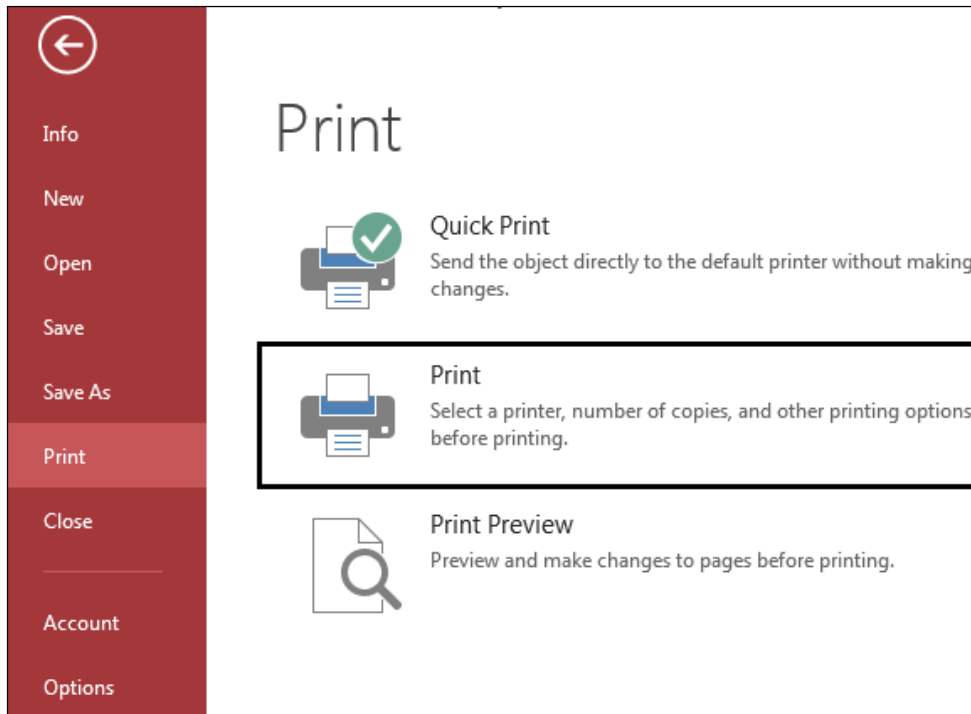 Info
New
Open
Save
Save As
Print
Close
Account
Options
Print
Quick Print
Send the object directly to the default printer without making
changes.
Print
Select a printer, number of copies, and other printing options
before printing.
Print Preview
Preview and make changes to pages before printing.